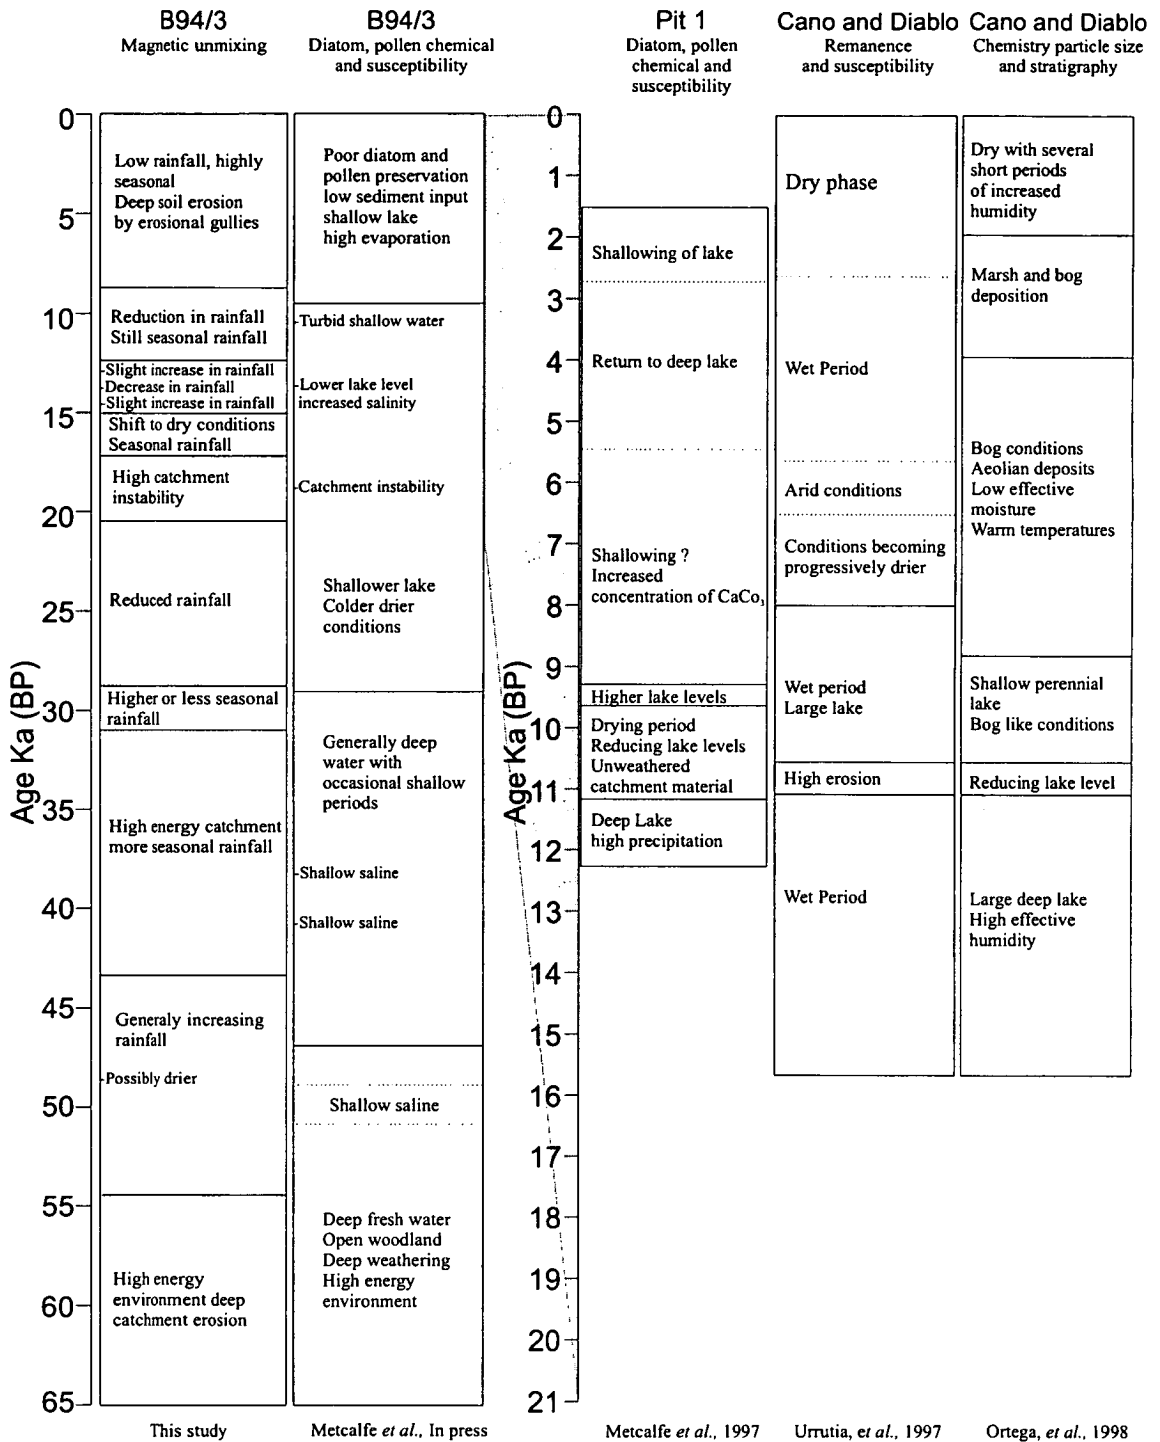 B94/3
Magnetic unmixing
B94/3
Diatom, pollen chemical
and susceptibility
Pit 1
Diatom, pollen
chemical and
susceptibility
Cano and Diablo
Remanence
and susceptibility
Cano and Diablo
Chemistry particle size
and stratigraphy
Age Ka (BP)
0
5
10
15
20
25
30
35
40
45
50
55
60
65
Low rainfall, highly
seasonal
Deep soil erosion
by erosional gullies
Reduction in rainfall
Still seasonal rainfall
Slight increase in rainfall
Decrease in rainfall
Slight increase in rainfall
Shift to dry conditions
Seasonal rainfall
High catchment
instability
Reduced rainfall
Higher or less seasonal
rainfall
High energy catchment
more seasonal rainfall
Generaly increasing
rainfall
Possibly drier
High energy
environment deep
catchment erosion
This study
Poor diatom and
pollen preservation
low sediment input
shallow lake
high evaporation
Turbid shallow water
Lower lake level
increased salinity
Catchment instability
Shallower lake
Colder drier
conditions
Generally deep
water with
occasional shallow
periods
Shallow saline
Shallow saline
Shallow saline
Deep fresh water
Open woodland
Deep weathering
High energy
environment
Metcalfe et al., In press
Age Ka (BP)
0
1
2
3
4
5
6
7
8
9
10
11
12
13
14
15
16
17
18
19
20
21
Shallowing of lake
Return to deep lake
Shallowing ?
Increased
concentration of CaCo₃
Higher lake levels
Drying period
Reducing lake levels
Unweathered
catchment material
Deep Lake
high precipitation
Metcalfe et al., 1997
Dry phase
Wet Period
Arid conditions
Conditions becoming
progressively drier
Wet period
Large lake
High erosion
Wet Period
Urrutia, et al., 1997
Dry with several
short periods
of increased
humidity
Marsh and bog
deposition
Bog conditions
Aeolian deposits
Low effective
moisture
Warm temperatures
Shallow perennial
lake
Bog like conditions
Reducing lake level
Large deep lake
High effective
humidity
Ortega, et al., 1998